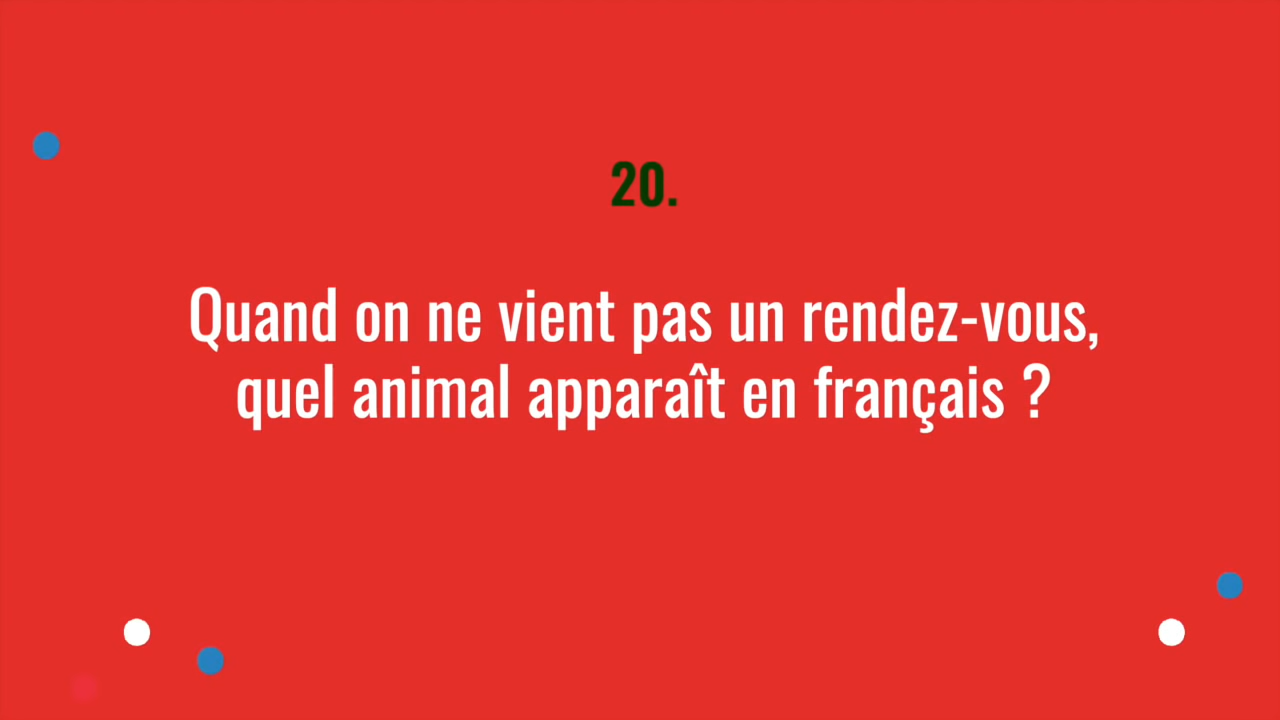 20.
Quand on ne vient pas un rendez-vous,
quel animal apparaît en français ?